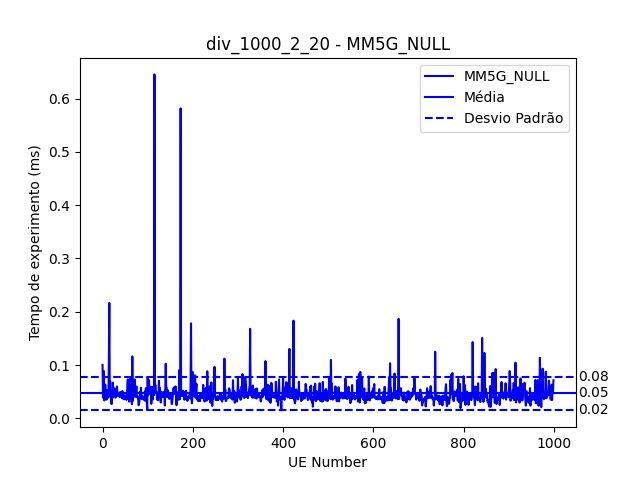 div_1000_2_20 - MM5G_NULL
MM5G_NULL
Média
Desvio Padrão
Tempo de experimento (ms)
0.6
0.5
0.4
0.3
0.2
0.1
0.0
0.08
0.05
0.02
0
200
400
600
800
1000
UE Number